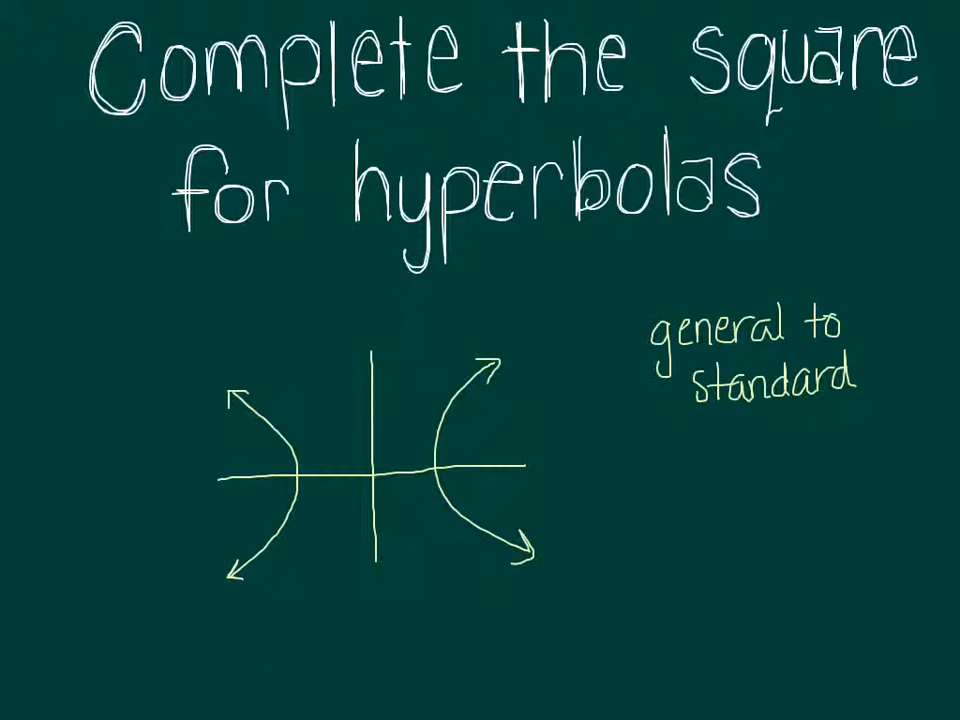 Complete the square
for hyperbolas
general to
standard